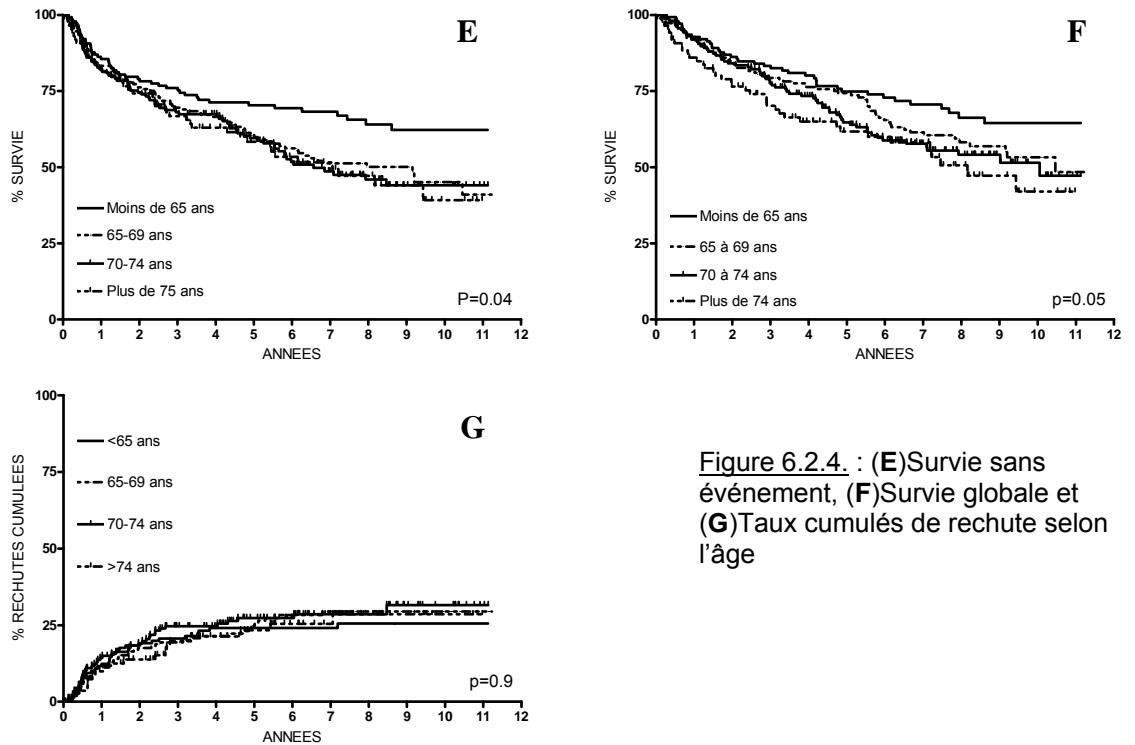 E
100
75
50
25
0
% SURVIE
Moins de 65 ans
65-69 ans
70-74 ans
Plus de 75 ans
P=0.04
0 1 2 3 4 5 6 7 8 9 10 11 12
ANNEES
F
100
75
50
25
0
% SURVIE
Moins de 65 ans
65 à 69 ans
70 à 74 ans
Plus de 74 ans
p=0.05
0 1 2 3 4 5 6 7 8 9 10 11 12
ANNEES
G
100
75
50
25
0
% RECHUTES CUMULEES
<65 ans
65-69 ans
70-74 ans
>74 ans
p=0.9
0 1 2 3 4 5 6 7 8 9 10 11 12
ANNEES
Figure 6.2.4. : (E)Survie sans
événement, (F)Survie globale et
(G)Taux cumulés de rechute selon
l'âge